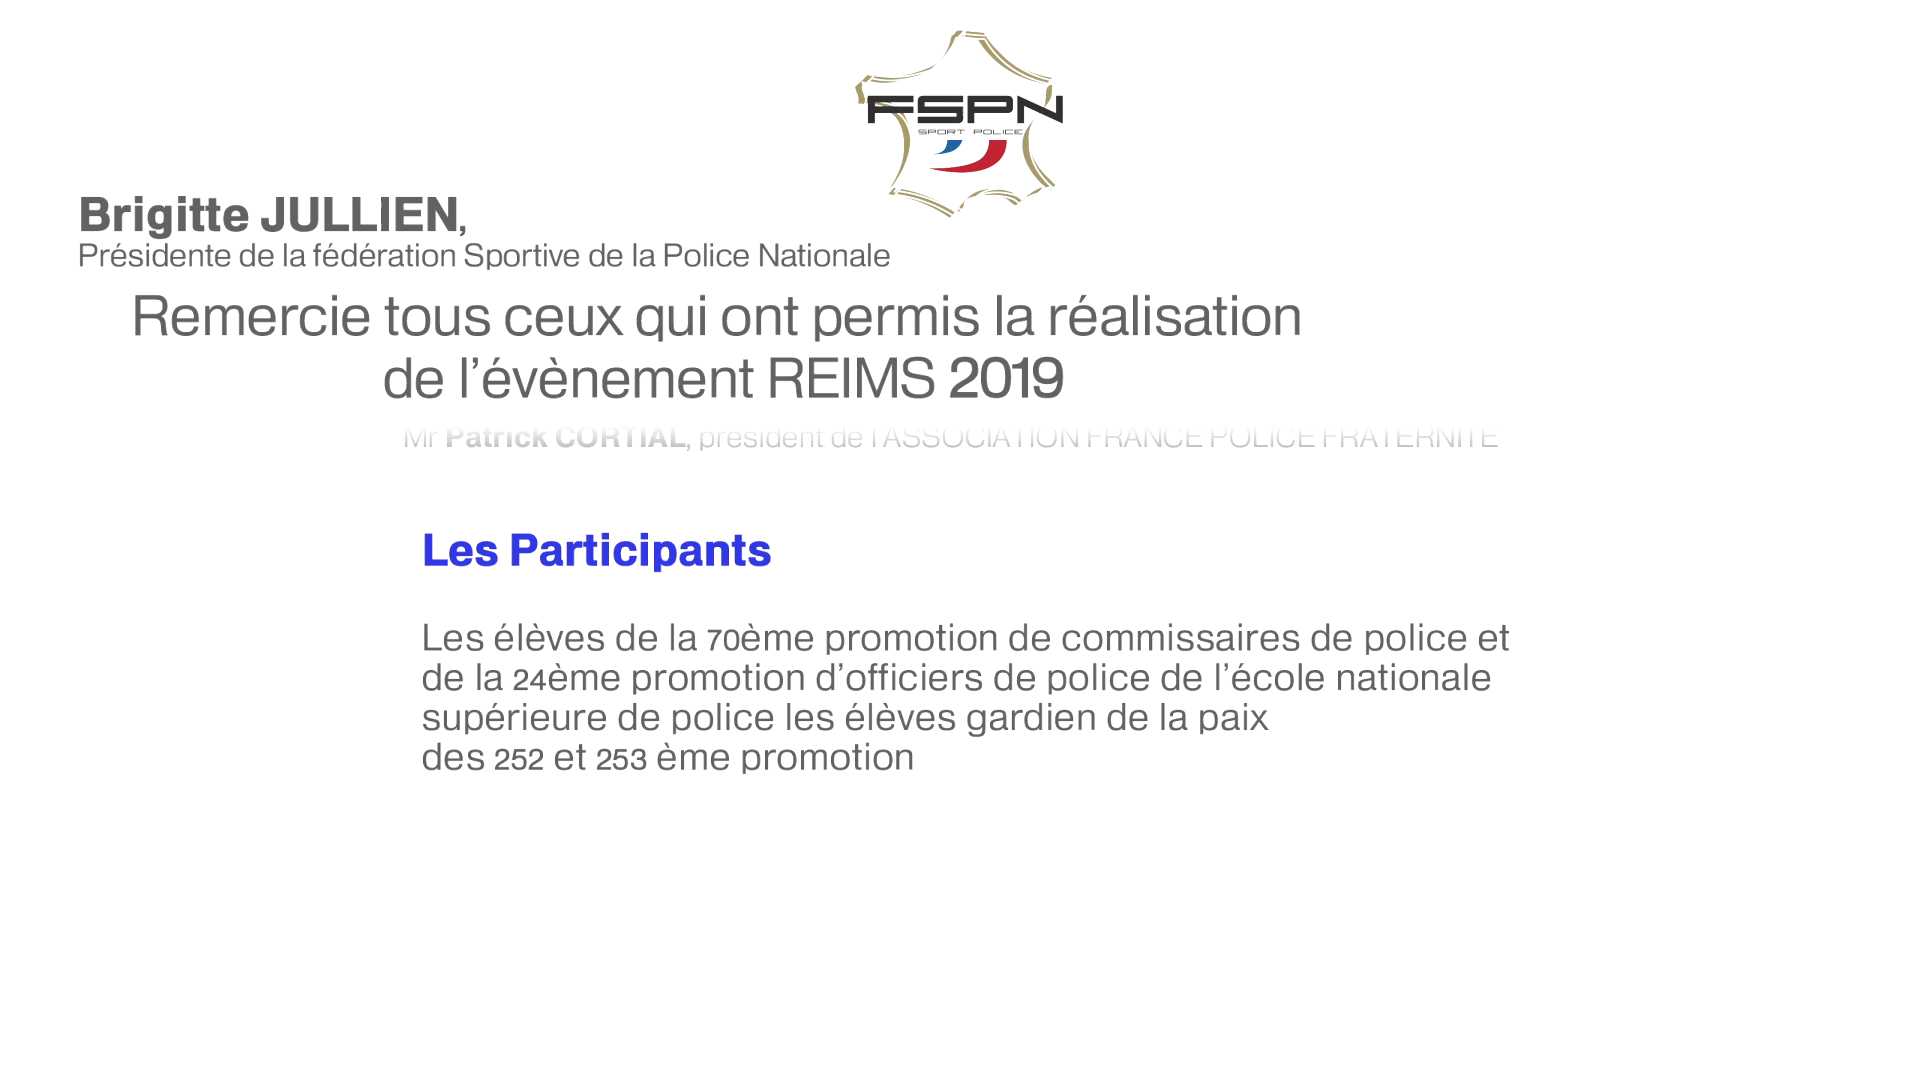 FSPN
SPORT POLICE
Brigitte JULLIEN,
Présidente de la fédération Sportive de la Police Nationale
Remercie tous ceux qui ont permis la réalisation
de l’évènement REIMS 2019
Mr Patrick CORTIAL, président de l'ASSOCIATION FRANCE POLICE FRATERNITE
Les Participants
Les élèves de la 70ème promotion de commissaires de police et
de la 24ème promotion d’officiers de police de l’école nationale
supérieure de police les élèves gardien de la paix
des 252 et 253 ème promotion